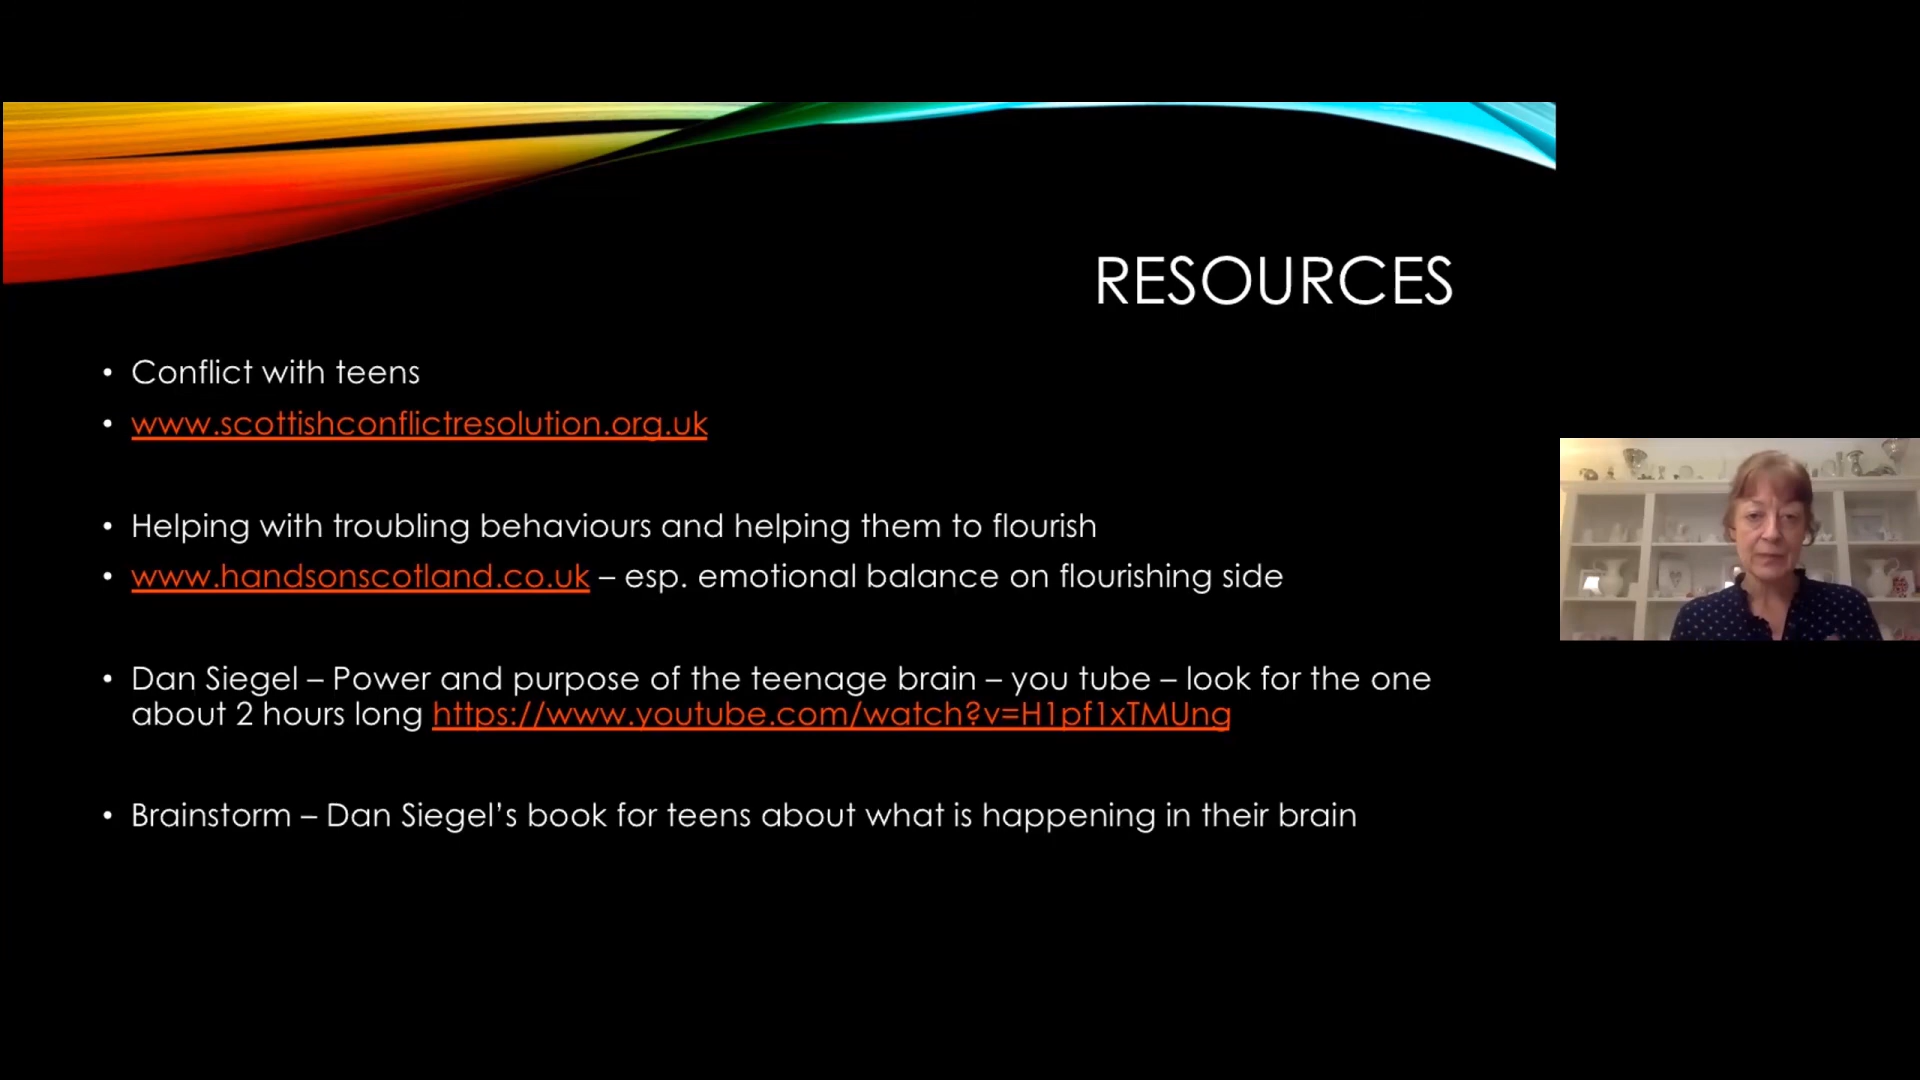 RESOURCES
• Conflict with teens
• www.scottishconflictresolution.org.uk
• Helping with troubling behaviours and helping them to flourish
• www.handsonscotland.co.uk – esp. emotional balance on flourishing side
• Dan Siegel – Power and purpose of the teenage brain – you tube – look for the one
about 2 hours long https://www.youtube.com/watch?v=H1pf1xTMUng
• Brainstorm – Dan Siegel’s book for teens about what is happening in their brain